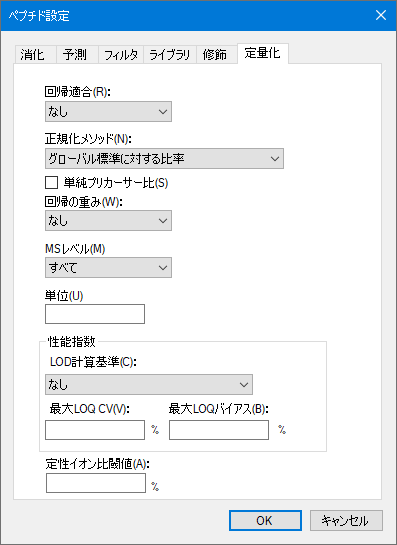 ペプチド設定
消化 予測 フィルタ ライブラリ 修飾 定量化
回帰適合(R):
なし
正規化メソッド(N):
グローバル標準に対する比率
単純プリカーサー比(S)
回帰の重み(W):
なし
MSレベル(M)
すべて
単位(U)
性能指数
LOD計算基準(C):
なし
最大LOQ CV(V): 最大LOQバイアス(B):
% %
定性イオン比閾値(A):
%
OK キャンセル